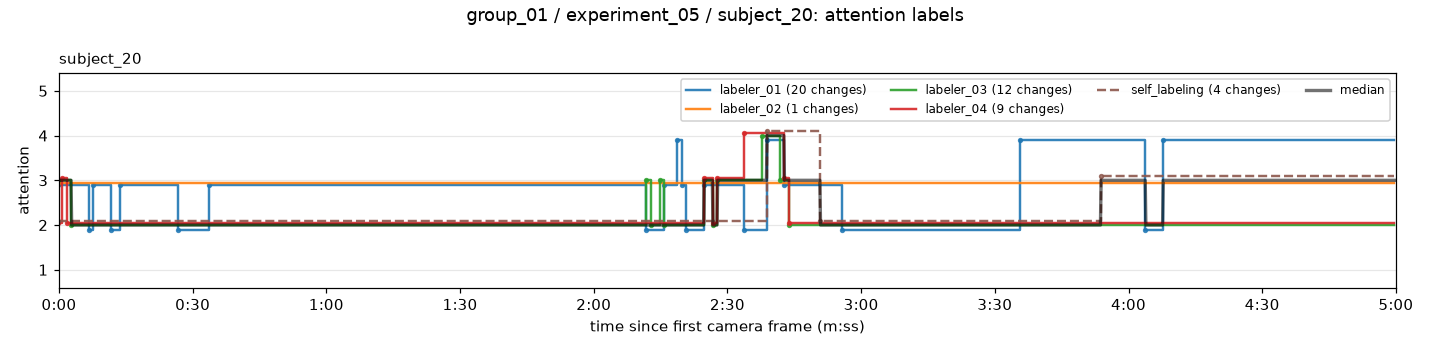 group_01 / experiment_05 / subject_20: attention labels
subject_20
labeler_01 (20 changes)
labeler_02 (1 changes)
labeler_03 (12 changes)
labeler_04 (9 changes)
self_labeling (4 changes)
median
attention
5
4
3
2
1
0:00 0:30 1:00 1:30 2:00 2:30 3:00 3:30 4:00 4:30 5:00
time since first camera frame (m:ss)